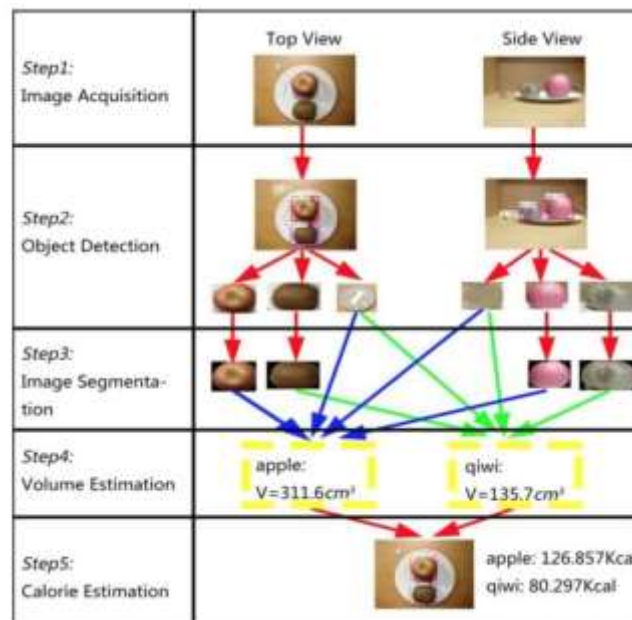 Top View
Side View
Step1:
Image Acquisition
Step2:
Object Detection
Step3:
Image Segmenta-
tion
Step4:
Volume Estimation
apple:
V=311.6cm³
qiwi:
V=135.7cm³
Step5:
Calorie Estimation
apple: 126.857Kcal
qiwi: 80.297Kcal